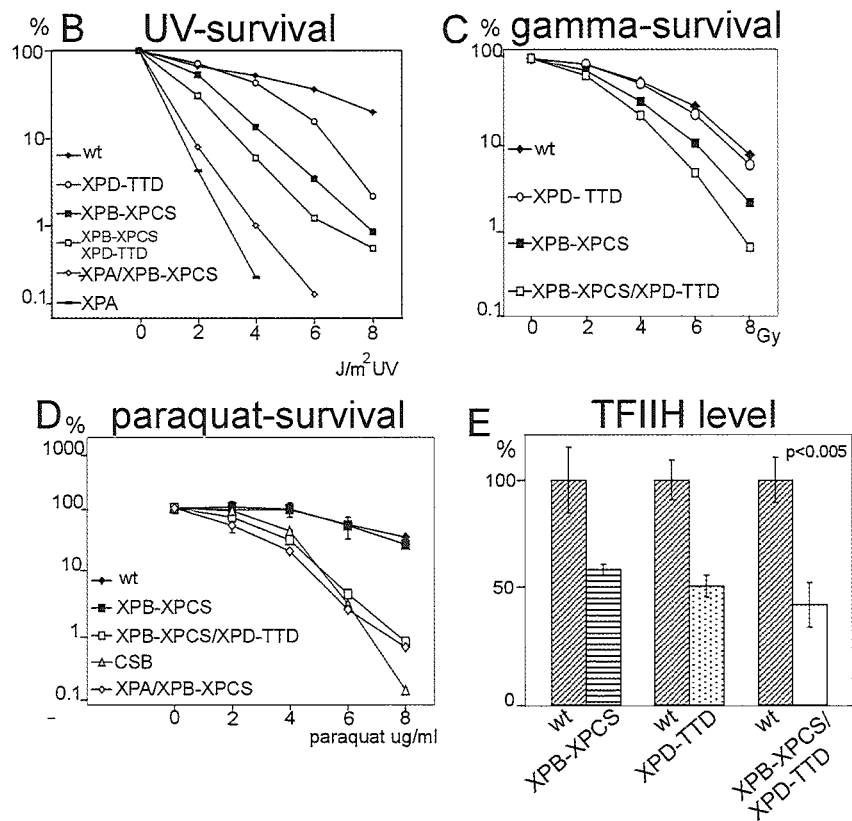 B UV-survival
%
100
10
1
0.1
wt
XPD-TTD
XPB-XPCS
XPB-XPCS
XPD-TTD
XPA/XPB-XPCS
XPA
0 2 4 6 8
J/m² UV
C gamma-survival
%
100
10
1
0.1
wt
XPD- TTD
XPB-XPCS
XPB-XPCS/XPD-TTD
0 2 4 6 8
Gy
D paraquat-survival
%
1000
100
10
1
0.1
wt
XPB-XPCS
XPB-XPCS/XPD-TTD
CSB
XPA/XPB-XPCS
0 2 4 6 8
paraquat ug/ml
E TFIIH level
%
p<0.005
100
50
0
wt
XPB-XPCS
wt
XPD-TTD
wt
XPB-XPCS/
XPD-TTD